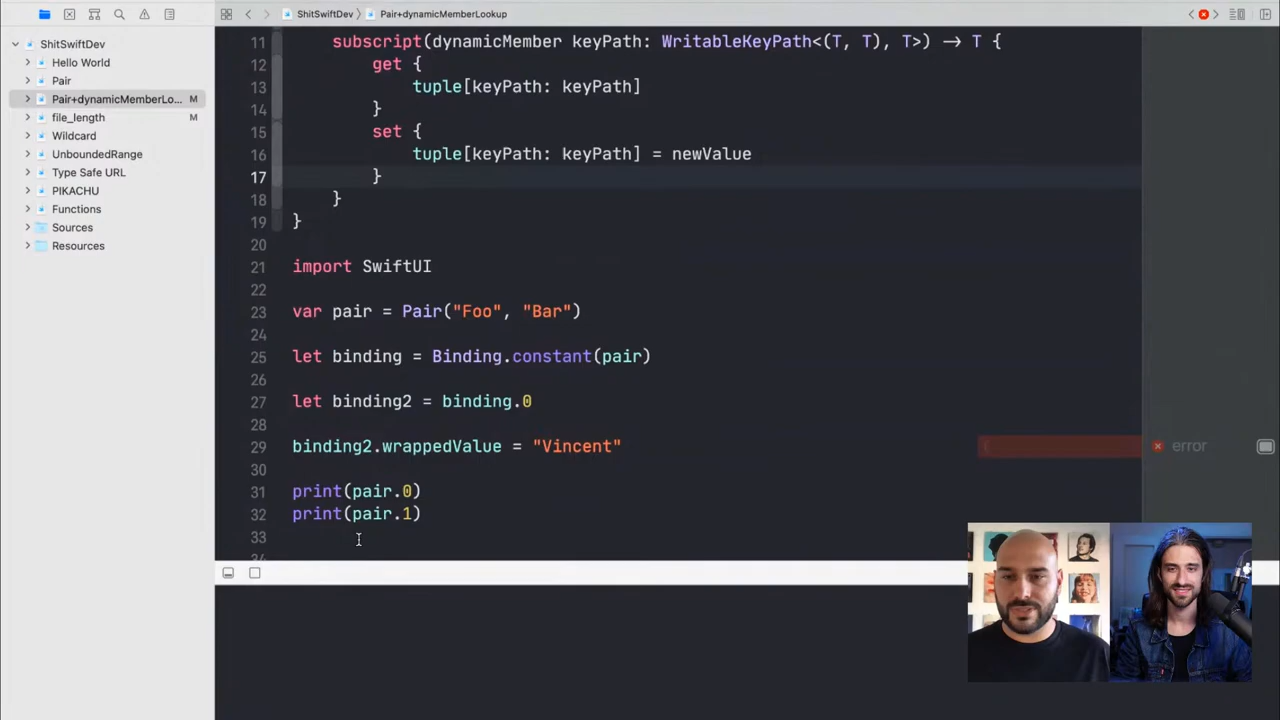 ShitSwiftDev
Pair+dynamicMemberLookup
ShitSwiftDev
Hello World
Pair
Pair+dynamicMemberLo... M
file_length M
Wildcard
UnboundedRange
Type Safe URL
PIKACHU
Functions
Sources
Resources
11 subscript(dynamicMember keyPath: WritableKeyPath<(T, T), T>) -> T {
12 get {
13 tuple[keyPath: keyPath]
14 }
15 set {
16 tuple[keyPath: keyPath] = newValue
17 }
18 }
19 }
20
21 import SwiftUI
22
23 var pair = Pair("Foo", "Bar")
24
25 let binding = Binding.constant(pair)
26
27 let binding2 = binding.0
28
29 binding2.wrappedValue = "Vincent"
30
31 print(pair.0)
32 print(pair.1)
33
34
error